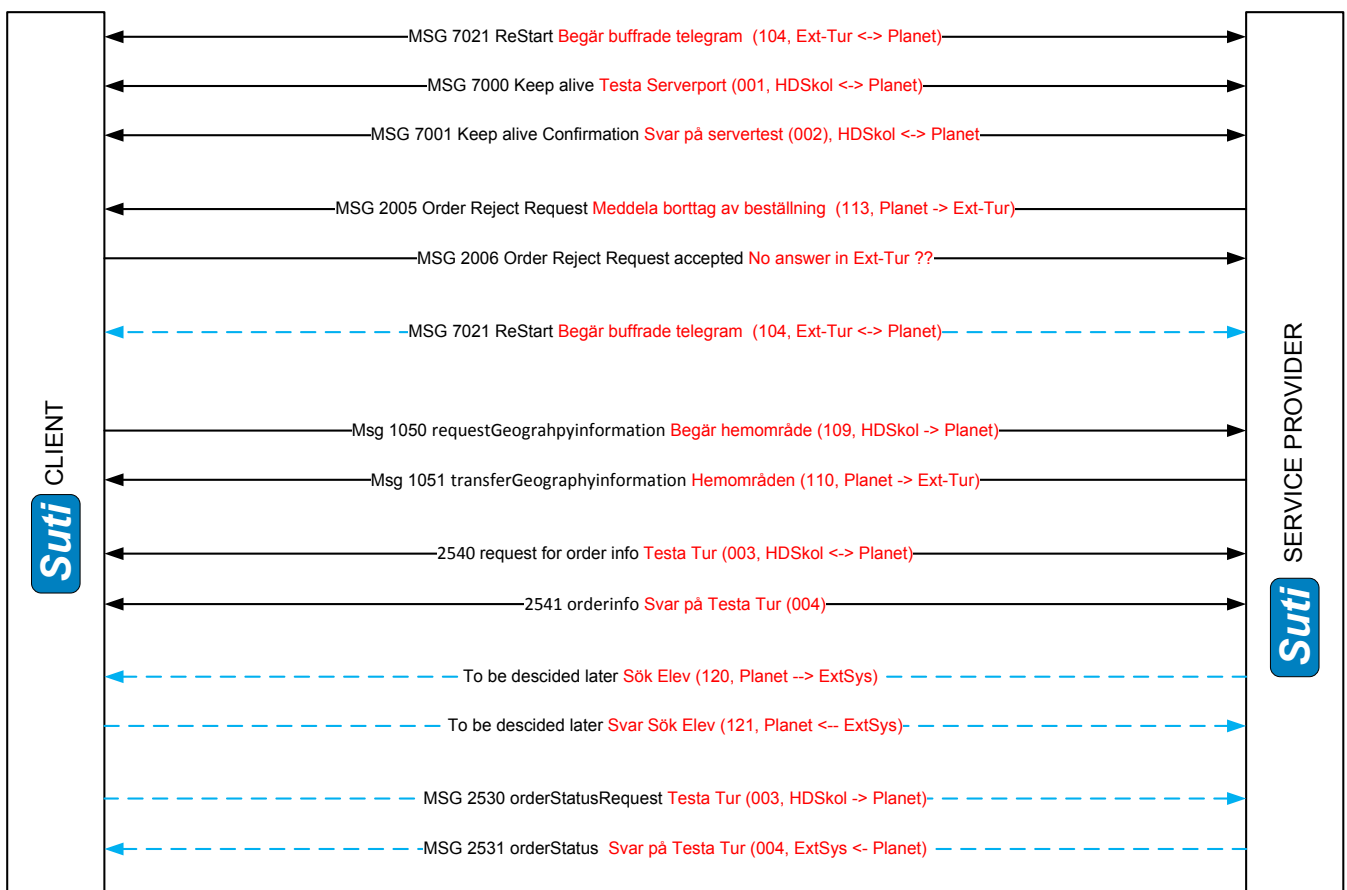 MSG 7021 ReStart Begär buffrade telegram (104, Ext-Tur <-> Planet)
MSG 7000 Keep alive Testa Serverport (001, HDSkol <-> Planet)
MSG 7001 Keep alive Confirmation Svar på servertest (002), HDSkol <-> Planet
MSG 2005 Order Reject Request Meddela borttag av beställning (113, Planet -> Ext-Tur)
MSG 2006 Order Reject Request accepted No answer in Ext-Tur ??
MSG 7021 ReStart Begär buffrade telegram (104, Ext-Tur <-> Planet)
Msg 1050 requestGeograhpyinformation Begär hemområde (109, HDSkol -> Planet)
Msg 1051 transferGeographyinformation Hemområden (110, Planet -> Ext-Tur)
2540 request for order info Testa Tur (003, HDSkol <-> Planet)
2541 orderinfo Svar på Testa Tur (004)
To be descided later Sök Elev (120, Planet --> ExtSys)
To be descided later Svar Sök Elev (121, Planet <-- ExtSys)
MSG 2530 orderStatusRequest Testa Tur (003, HDSkol -> Planet)
MSG 2531 orderStatus Svar på Testa Tur (004, ExtSys <- Planet)
Suti CLIENT
Suti SERVICE PROVIDER